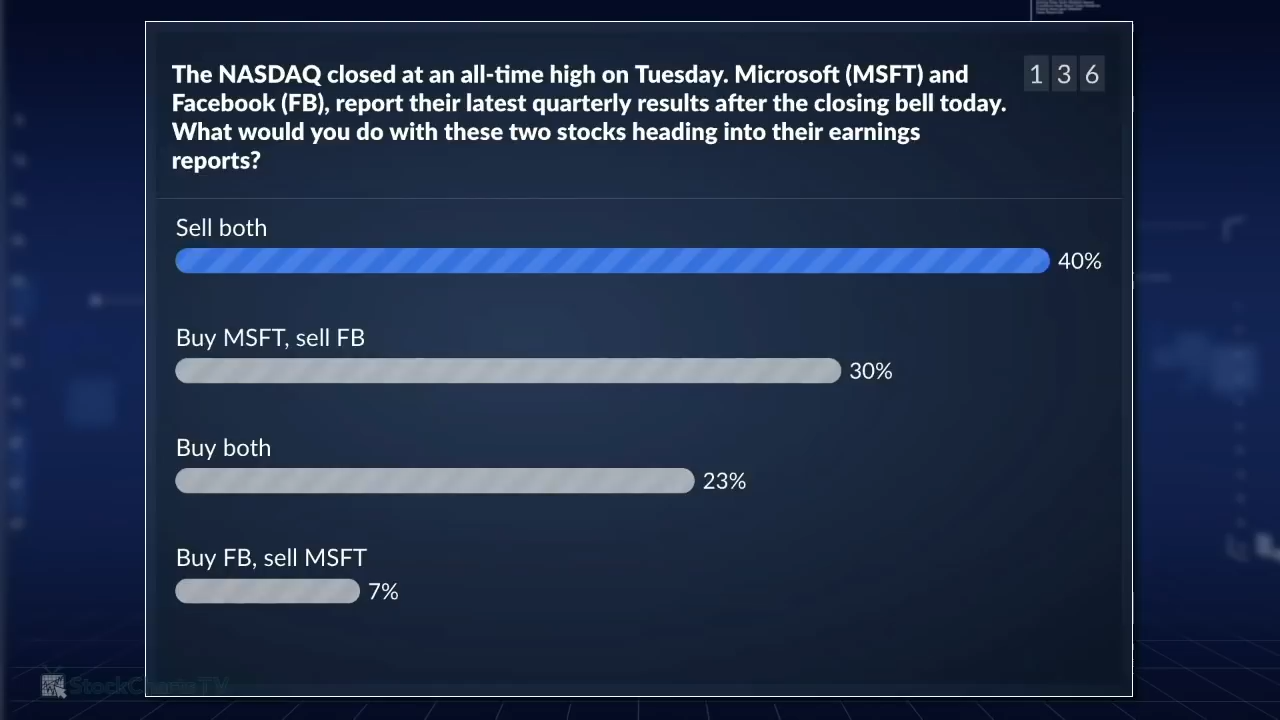 The NASDAQ closed at an all-time high on Tuesday. Microsoft (MSFT) and
Facebook (FB), report their latest quarterly results after the closing bell today.
What would you do with these two stocks heading into their earnings
reports?
1 3 6
Sell both
40%
Buy MSFT, sell FB
30%
Buy both
23%
Buy FB, sell MSFT
7%
StockChartsTV